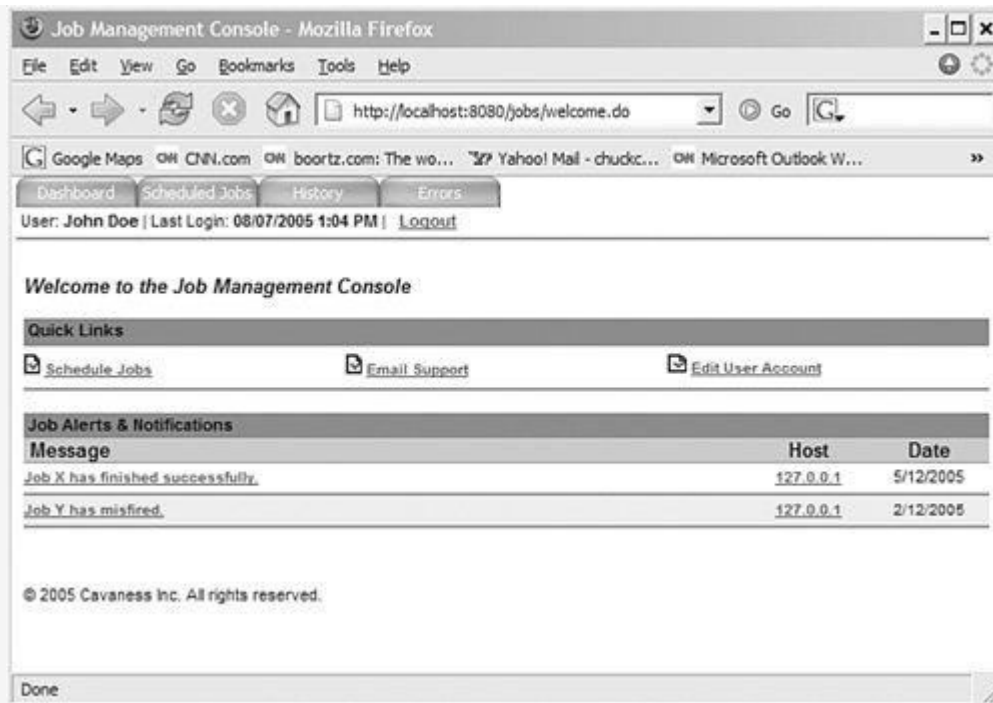 Job Management Console - Mozilla Firefox
File Edit View Go Bookmarks Tools Help
http://localhost:8080/jobs/welcome.do Go G
G Google Maps CNN.com boortz.com: The wo... Y? Yahoo! Mail - chuckc... Microsoft Outlook W... »
Dashboard Scheduled Jobs History Errors
User: John Doe | Last Login: 08/07/2005 1:04 PM | Logout
Welcome to the Job Management Console
Quick Links
Schedule Jobs Email Support Edit User Account
Job Alerts & Notifications
Message Host Date
Job X has finished successfully. 127.0.0.1 5/12/2005
Job Y has misfired. 127.0.0.1 2/12/2005
© 2005 Cavaness Inc. All rights reserved.
Done